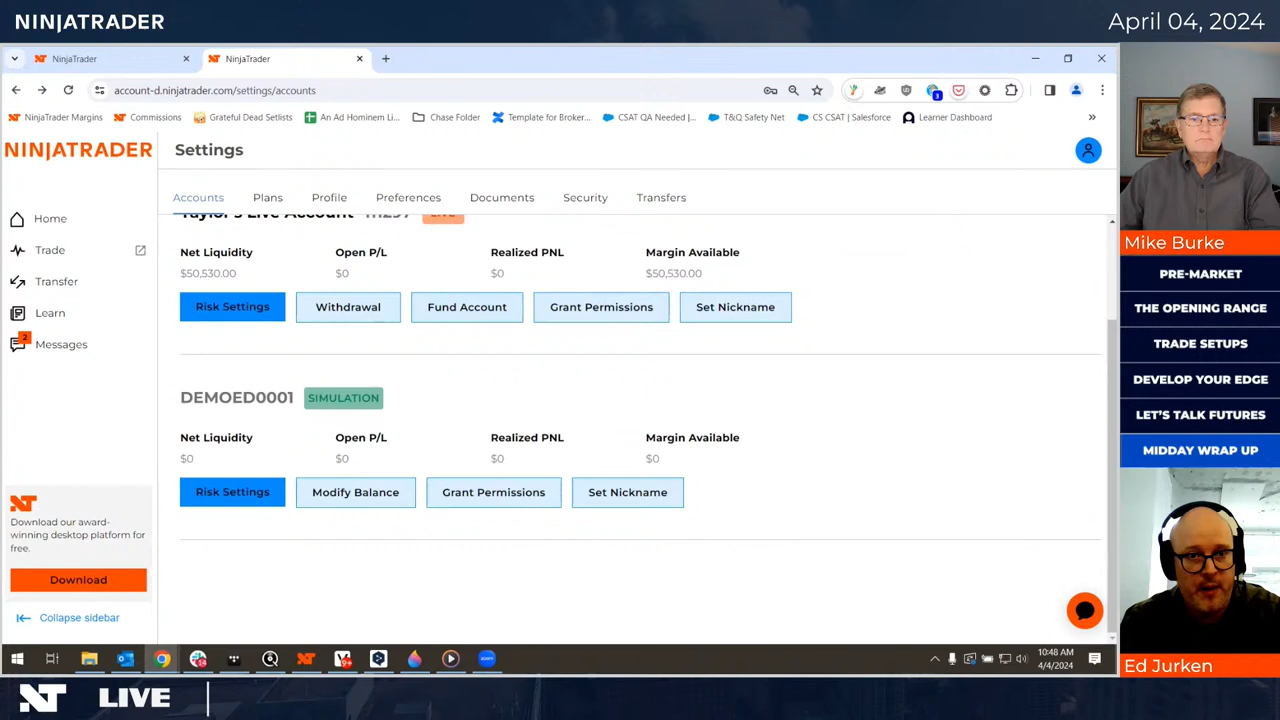 NINJATRADER
April 04, 2024
NinjaTrader
NinjaTrader
account-d.ninjatrader.com/settings/accounts
3
NinjaTrader Margins
Commissions
Grateful Dead Setlists
An Ad Hominem Li...
Chase Folder
Template for Broker...
CSAT QA Needed |...
T&Q Safety Net
CS CSAT | Salesforce
Learner Dashboard
NINJATRADER
Settings
Accounts
Plans
Profile
Preferences
Documents
Security
Transfers
Home
Trade
Transfer
Learn
2
Messages
Taylor's Live Account
Net Liquidity
Open P/L
Realized PNL
Margin Available
$50,530.00
$0
$0
$50,530.00
Risk Settings
Withdrawal
Fund Account
Grant Permissions
Set Nickname
DEMOED0001
SIMULATION
Net Liquidity
Open P/L
Realized PNL
Margin Available
$0
$0
$0
$0
Risk Settings
Modify Balance
Grant Permissions
Set Nickname
Download our award-
winning desktop platform for
free.
Download
Collapse sidebar
10:48 AM
4/4/2024
Mike Burke
PRE-MARKET
THE OPENING RANGE
TRADE SETUPS
DEVELOP YOUR EDGE
LET'S TALK FUTURES
MIDDAY WRAP UP
Ed Jurken
LIVE